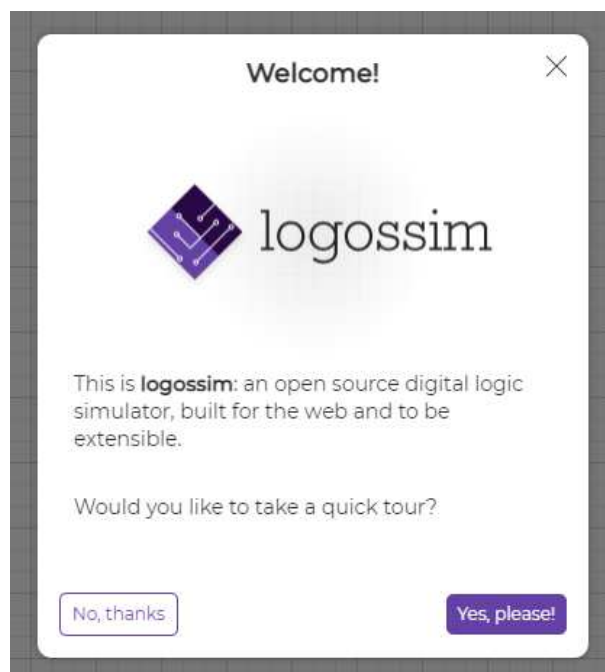 Welcome!
logossim
This is logossim: an open source digital logic
simulator, built for the web and to be
extensible.
Would you like to take a quick tour?
No, thanks
Yes, please!